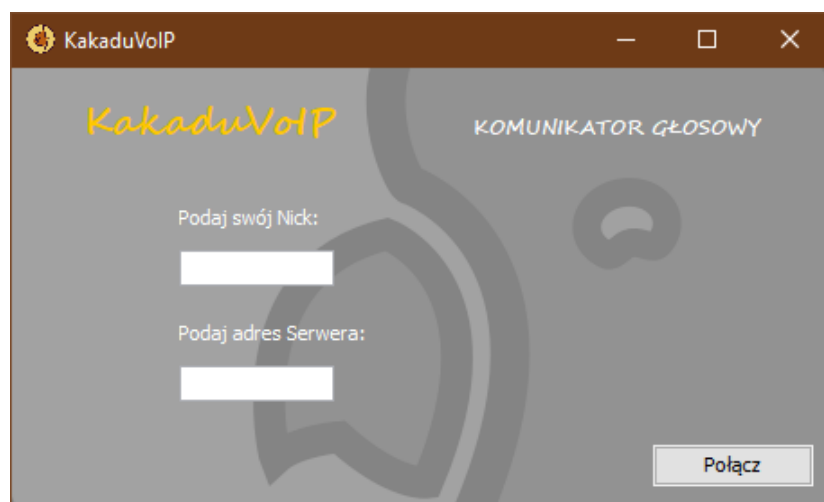 KakaduVoIP
KakaduVoIP
KOMUNIKATOR GŁOSOWY
Podaj swój Nick:
Podaj adres Serwera:
Połącz